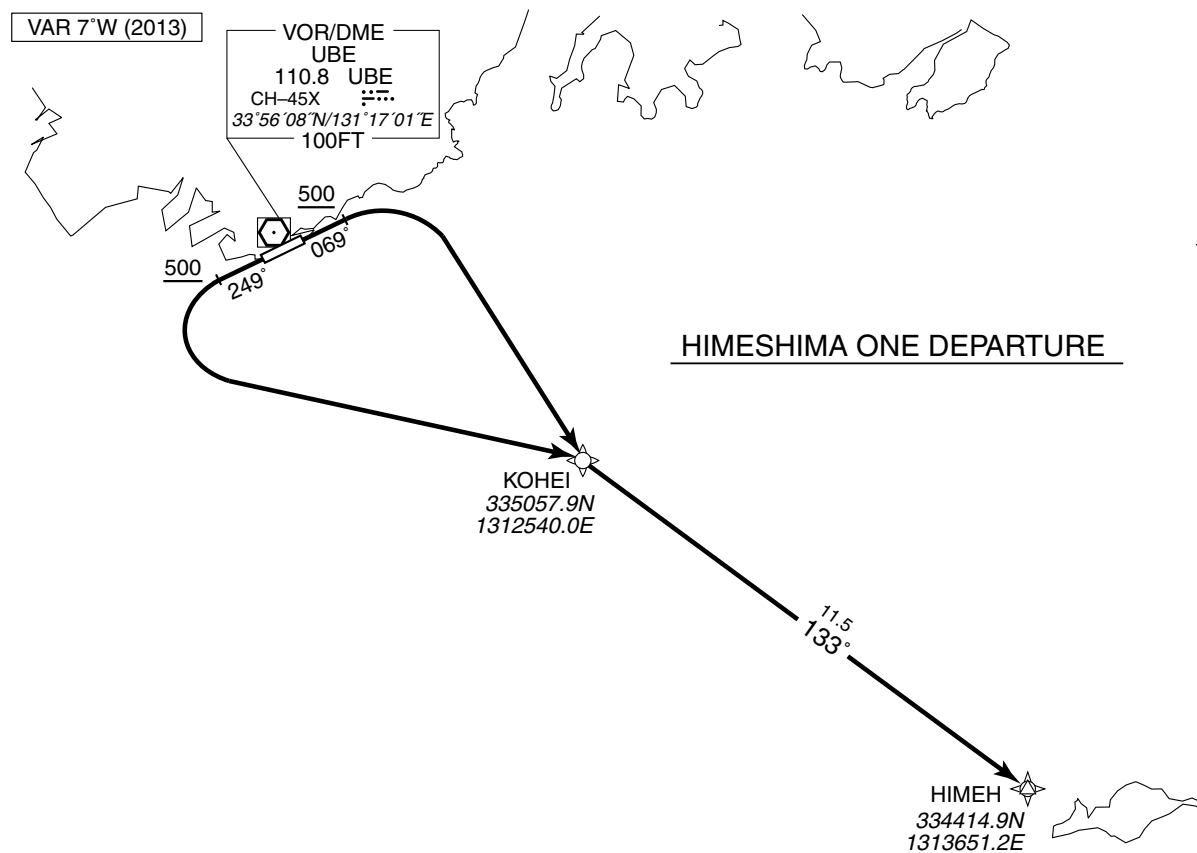 VAR 7°W (2013)
VOR/DME
UBE
110.8 UBE
CH–45X
33°56´08˝N/131°17´01˝E
100FT
500
069°
500
249°
HIMESHIMA ONE DEPARTURE
KOHEI
335057.9N
1312540.0E
11.5
133°
HIMEH
334414.9N
1313651.2E